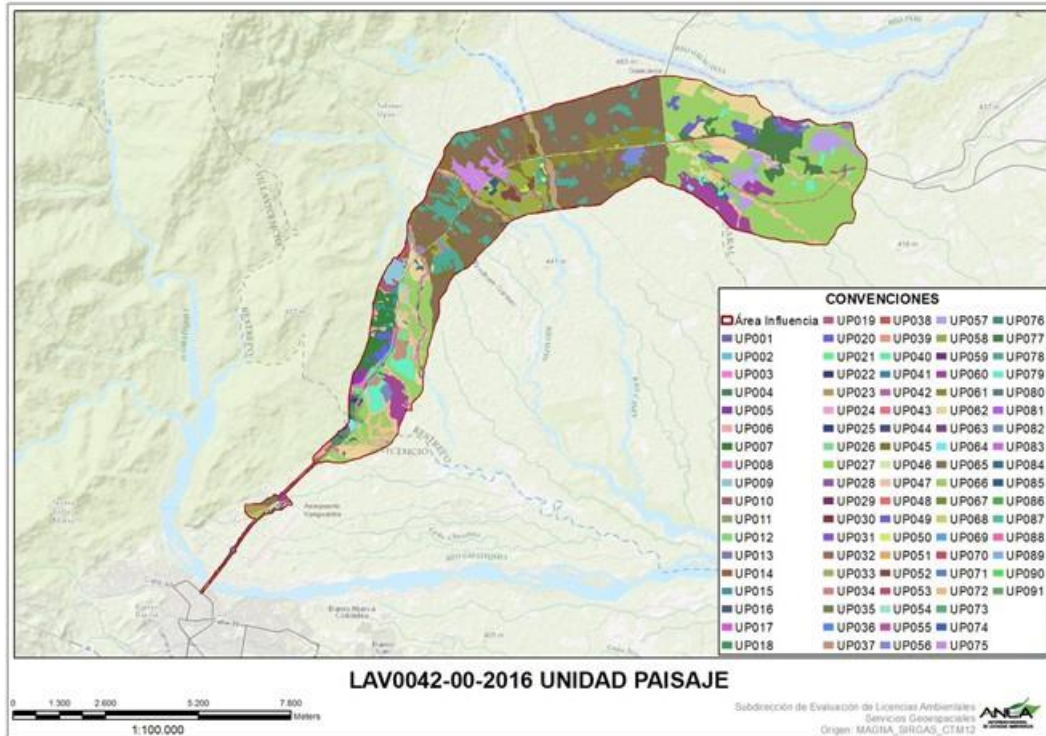 CONVENCIONES
Área Influencia
UP001
UP002
UP003
UP004
UP005
UP006
UP007
UP008
UP009
UP010
UP011
UP012
UP013
UP014
UP015
UP016
UP017
UP018
UP019
UP020
UP021
UP022
UP023
UP024
UP025
UP026
UP027
UP028
UP029
UP030
UP031
UP032
UP033
UP034
UP035
UP036
UP037
UP038
UP039
UP040
UP041
UP042
UP043
UP044
UP045
UP046
UP047
UP048
UP049
UP050
UP051
UP052
UP053
UP054
UP055
UP056
UP057
UP058
UP059
UP060
UP061
UP062
UP063
UP064
UP065
UP066
UP067
UP068
UP069
UP070
UP071
UP072
UP073
UP074
UP075
UP076
UP077
UP078
UP079
UP080
UP081
UP082
UP083
UP084
UP085
UP086
UP087
UP088
UP089
UP090
UP091
RESTREPO
LAV0042-00-2016 UNIDAD PAISAJE
0 1.300 2.600 5.200 7.800
Meters
1:100.000
Subdirección de Evaluación de Licencias Ambientales
Servicios Geoespaciales
Origen: MAGNA_SIRGAS_CTM12
ANLA